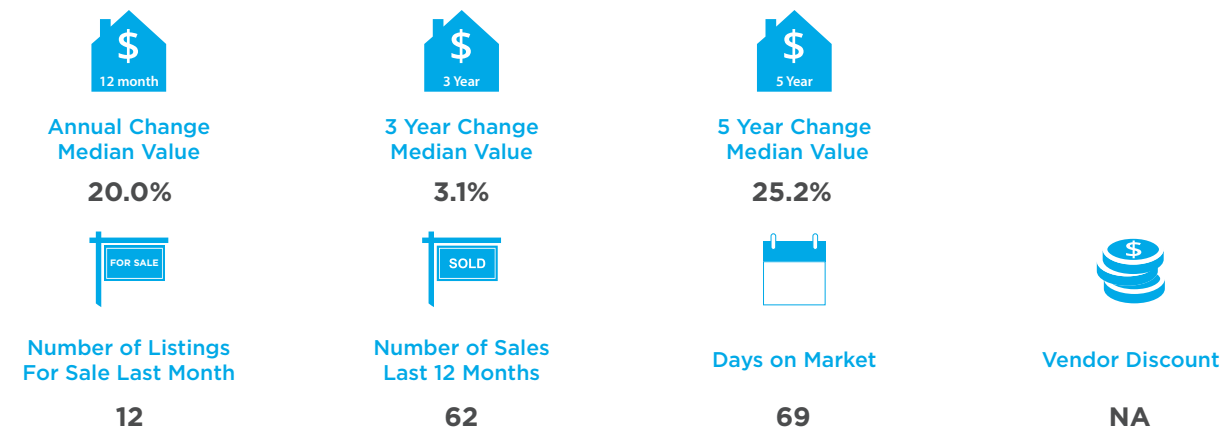 $
12 month
$
3 Year
$
5 Year
Annual Change
Median Value
3 Year Change
Median Value
5 Year Change
Median Value
20.0%
3.1%
25.2%
FOR SALE
SOLD
$
Number of Listings
For Sale Last Month
Number of Sales
Last 12 Months
Days on Market
Vendor Discount
12
62
69
NA